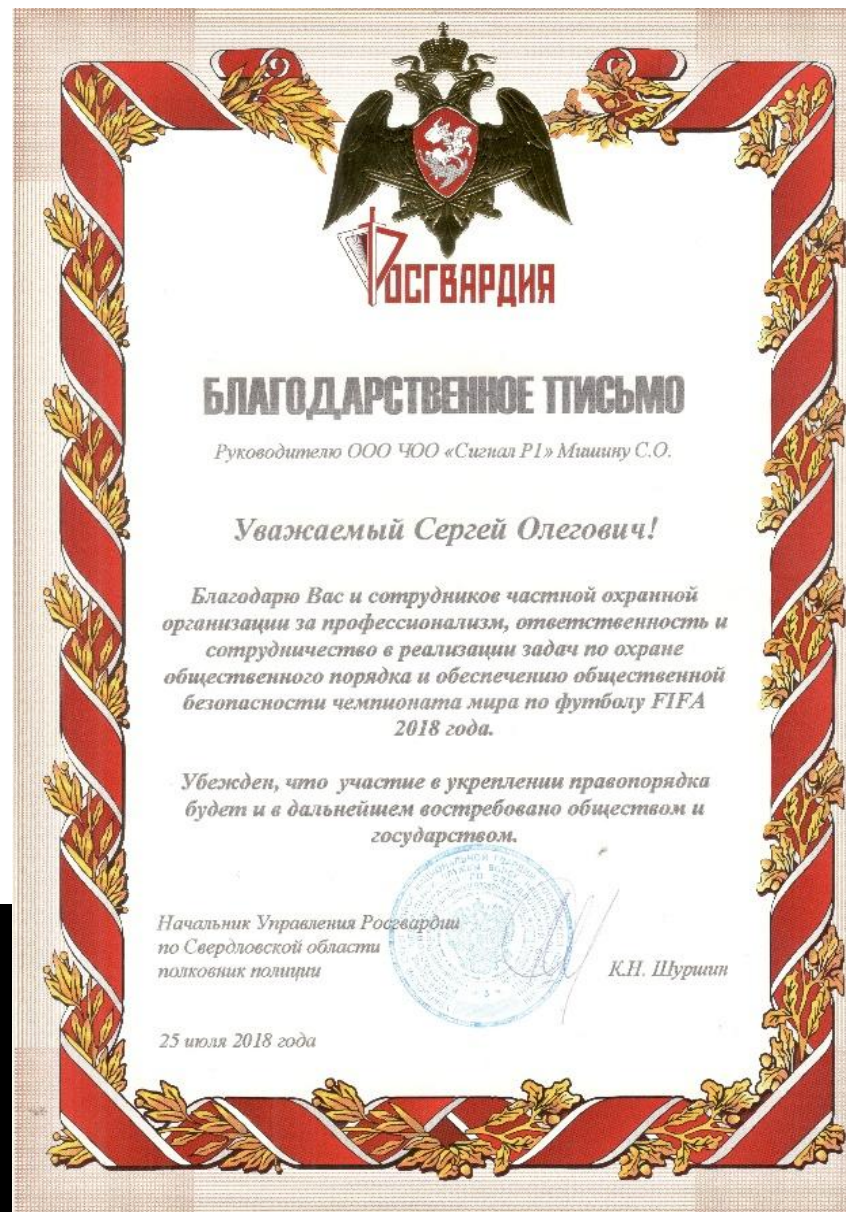 РОСГВАРДИЯ
БЛАГОДАРСТВЕННОЕ ПИСЬМО
Руководителю ООО ЧОО «Сигнал Р1» Мишину С.О.
Уважаемый Сергей Олегович!
Благодарю Вас и сотрудников частной охранной
организации за профессионализм, ответственность и
сотрудничество в реализации задач по охране
общественного порядка и обеспечению общественной
безопасности чемпионата мира по футболу FIFA
2018 года.
Убежден, что участие в укреплении правопорядка
будет и в дальнейшем востребовано обществом и
государством.
Начальник Управления Росгвардии
по Свердловской области
полковник полиции
К.Н. Шуршин
25 июля 2018 года